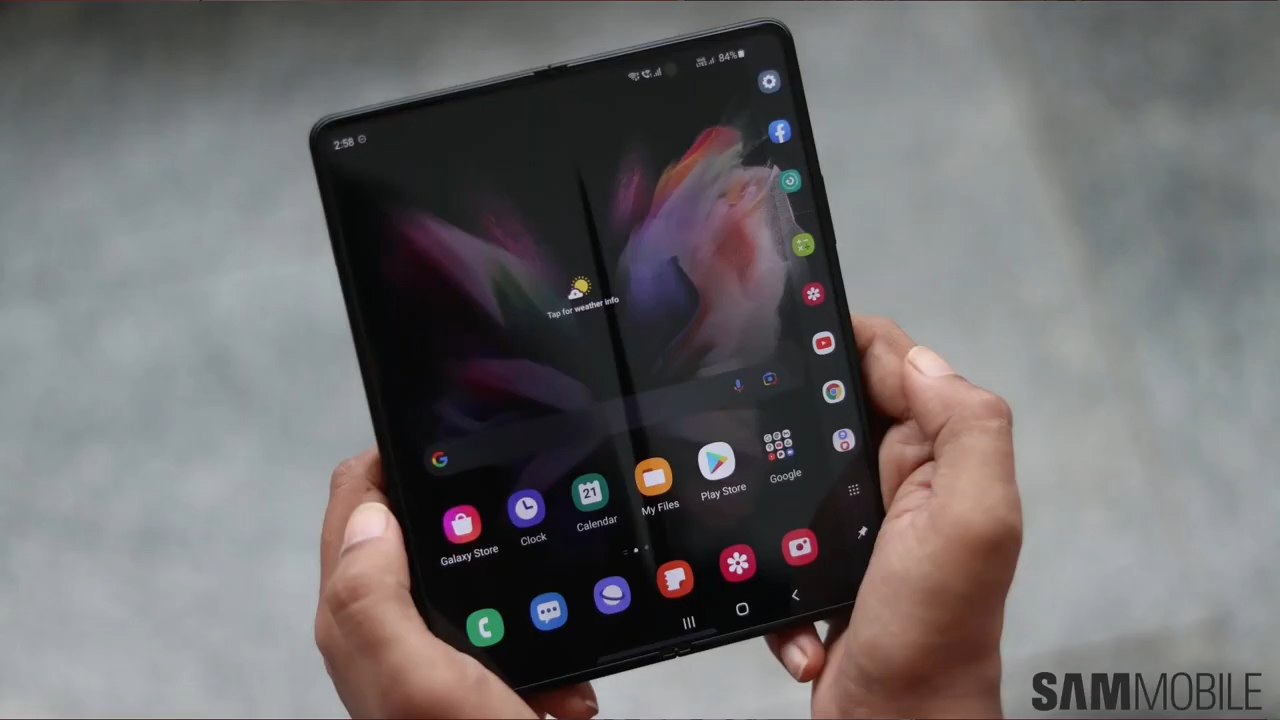 2:58
84%
Tap for weather info
21
Galaxy Store
Clock
Calendar
My Files
Play Store
Google
SAMMOBILE